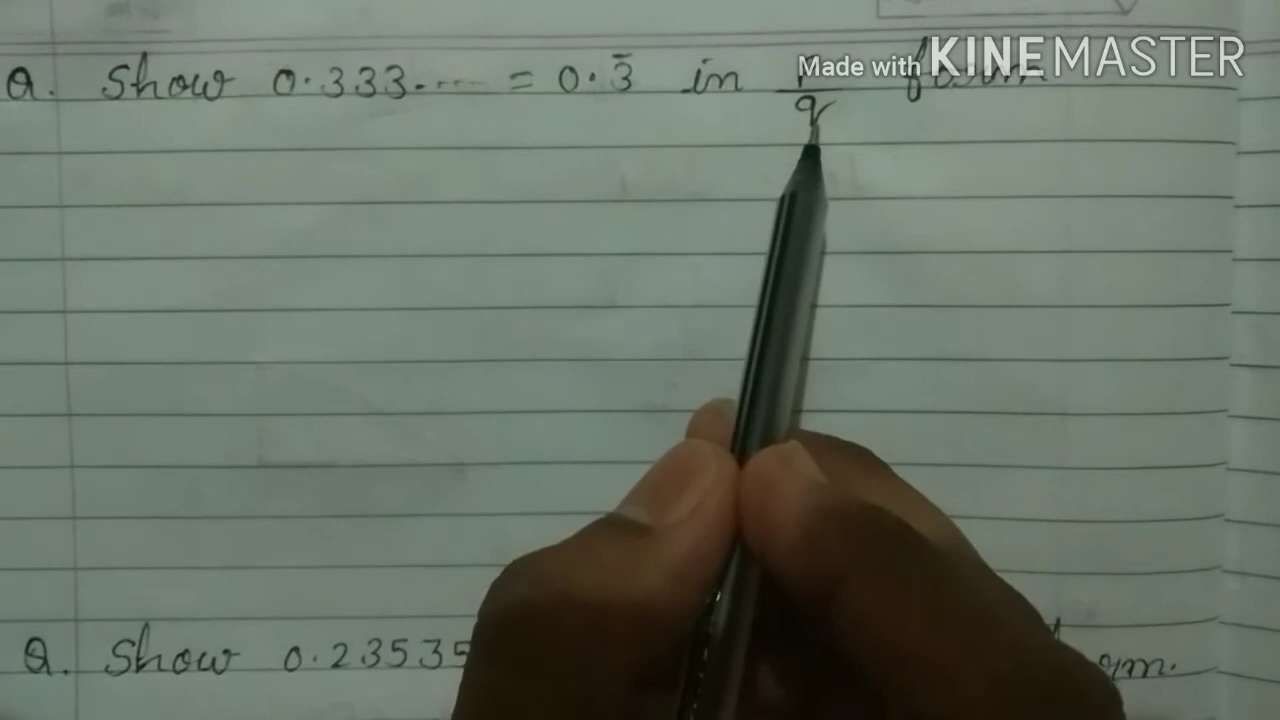 Made with KINEMASTER
Q. Show 0.333..... = 0.3̄ in p/q form
Q. Show 0.23535